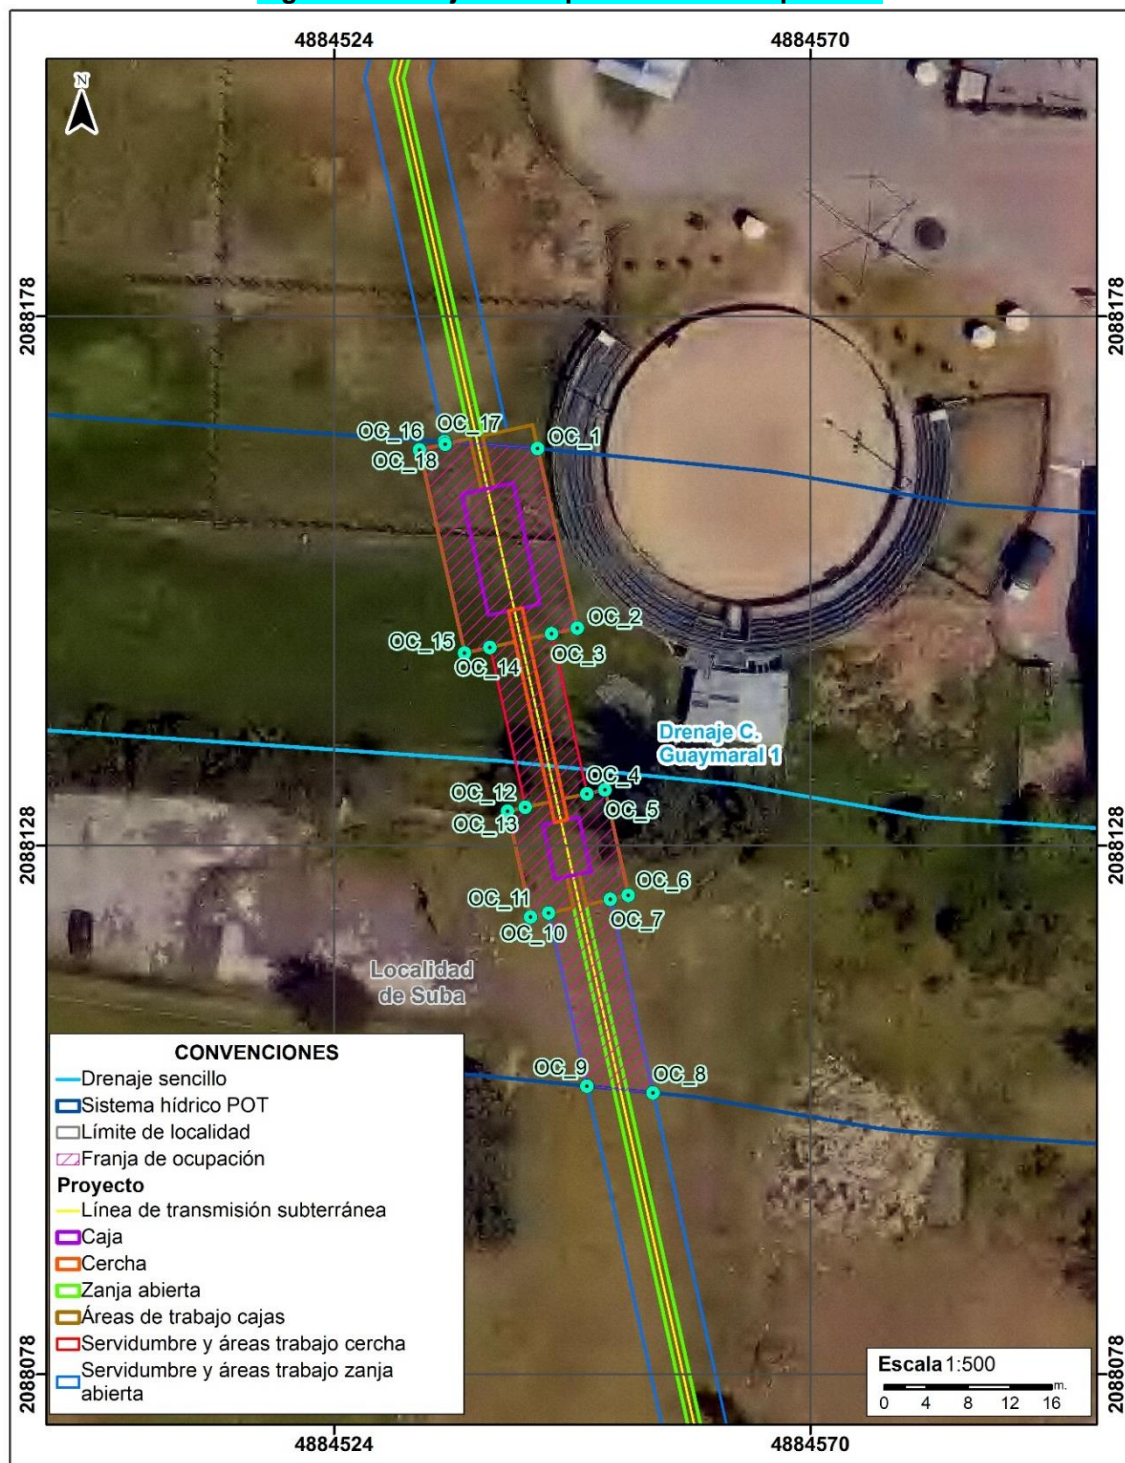 4884524
4884570
N
2088178
2088178
OC_16
OC_17
OC_18
OC_1
OC_2
OC_3
OC_15
OC_14
Drenaje C.
Guaymaral 1
OC_4
OC_5
OC_12
OC_13
2088128
2088128
OC_6
OC_7
OC_11
OC_10
Localidad
de Suba
OC_9
OC_8
CONVENCIONES
Drenaje sencillo
Sistema hídrico POT
Límite de localidad
Franja de ocupación
Proyecto
Línea de transmisión subterránea
Caja
Cercha
Zanja abierta
Áreas de trabajo cajas
Servidumbre y áreas trabajo cercha
Servidumbre y áreas trabajo zanja
abierta
Escala 1:500
m.
0 4 8 12 16
2088078
2088078
4884524
4884570